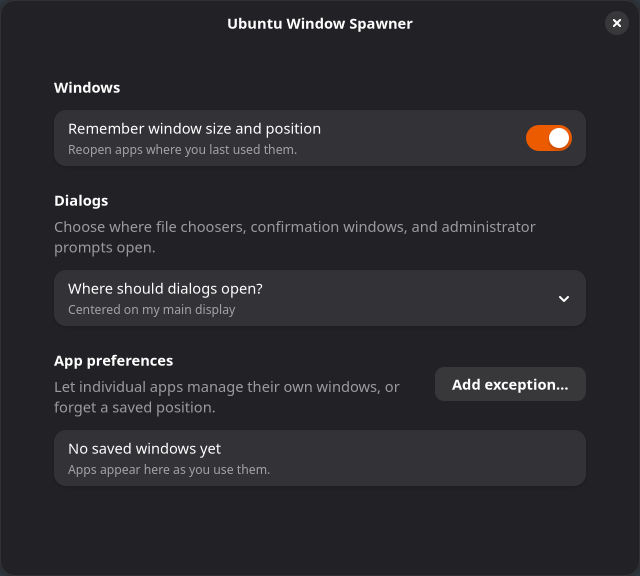 Ubuntu Window Spawner
Windows
Remember window size and position
Reopen apps where you last used them.
Dialogs
Choose where file choosers, confirmation windows, and administrator
prompts open.
Where should dialogs open?
Centered on my main display
App preferences
Let individual apps manage their own windows, or
forget a saved position.
Add exception...
No saved windows yet
Apps appear here as you use them.